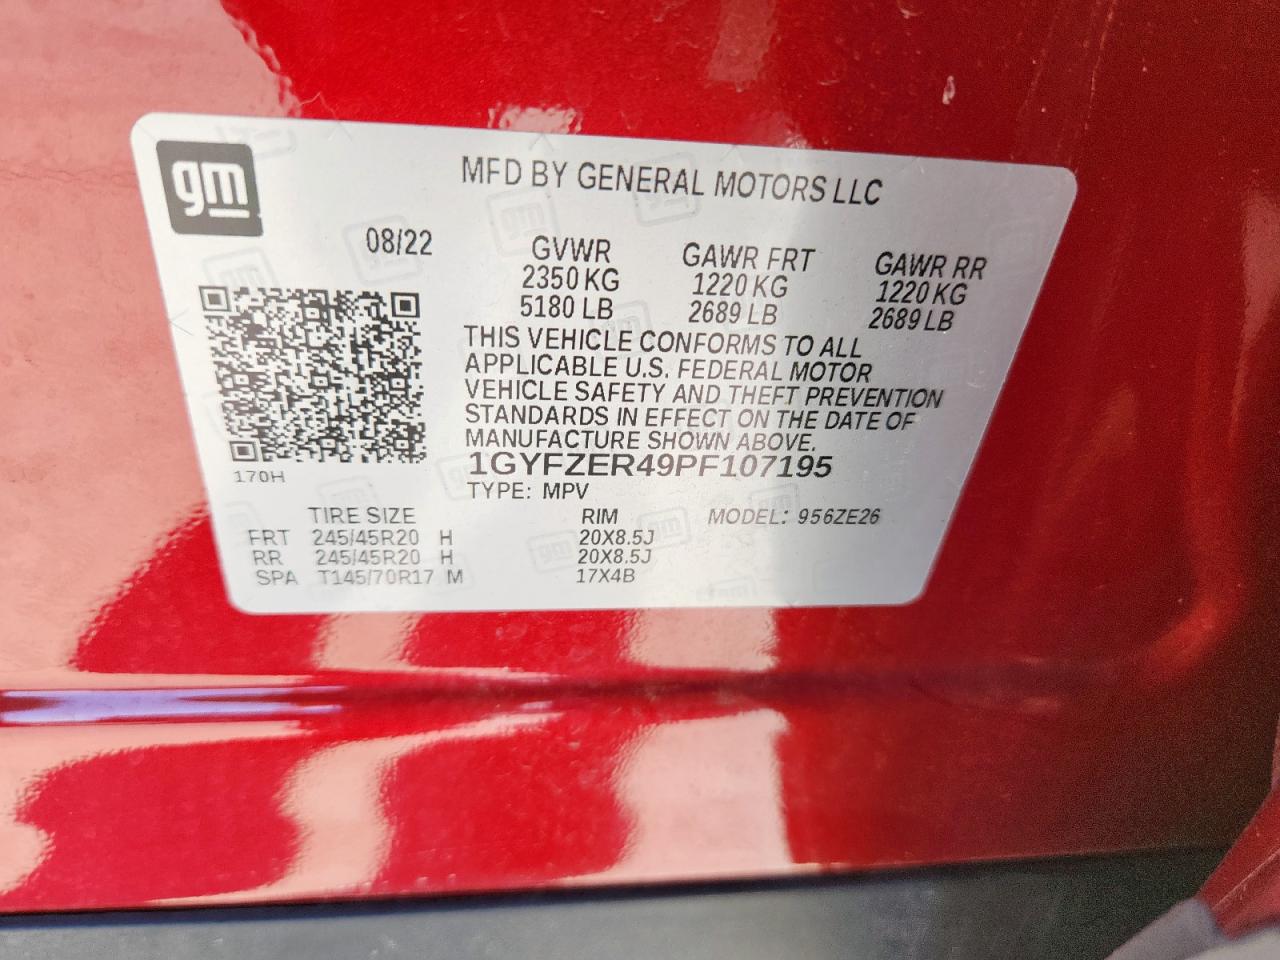 gm
MFD BY GENERAL MOTORS LLC
08/22 GVWR GAWR FRT GAWR RR
2350 KG 1220 KG 1220 KG
5180 LB 2689 LB 2689 LB
THIS VEHICLE CONFORMS TO ALL
APPLICABLE U.S. FEDERAL MOTOR
VEHICLE SAFETY AND THEFT PREVENTION
STANDARDS IN EFFECT ON THE DATE OF
MANUFACTURE SHOWN ABOVE.
1GYFZER49PF107195
170H
TYPE: MPV
TIRE SIZE RIM MODEL: 956ZE26
FRT 245/45R20 H 20X8.5J
RR 245/45R20 H 20X8.5J
SPA T145/70R17 M 17X4B